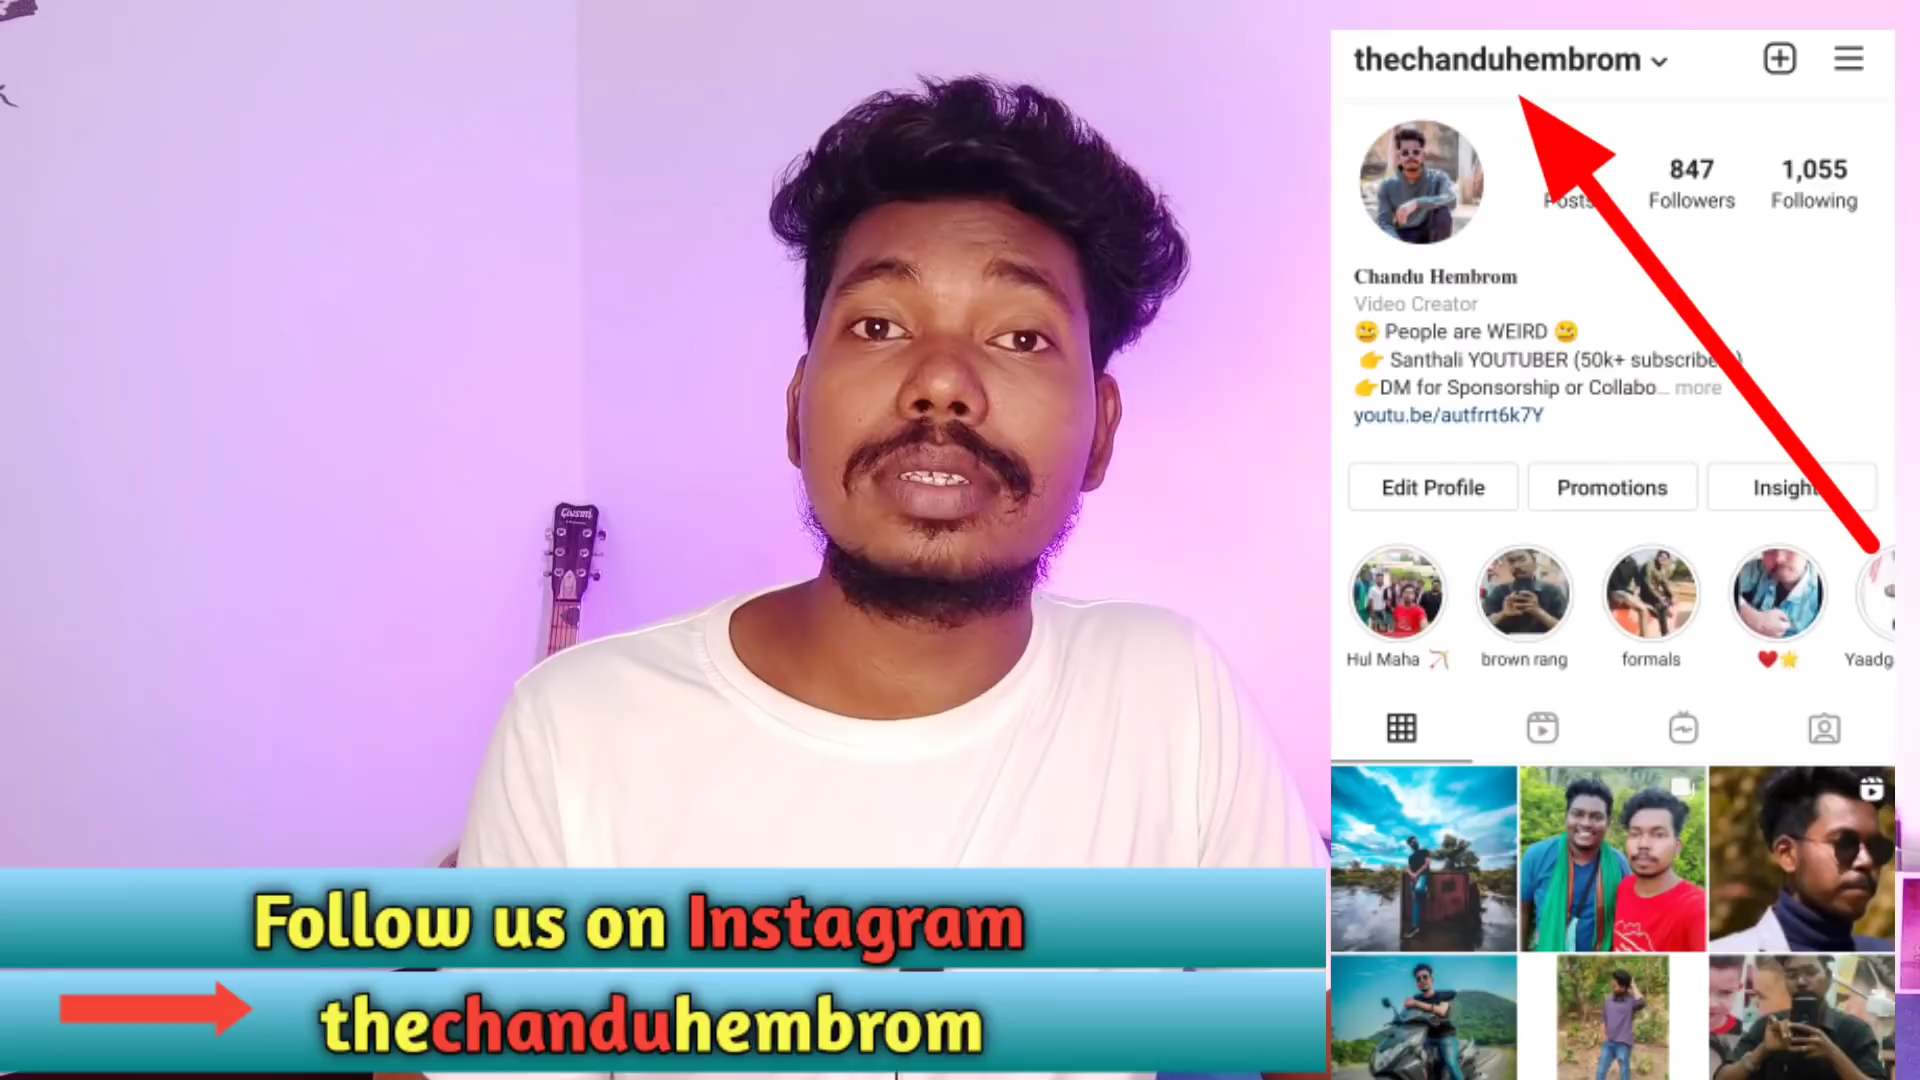 thechanduhembrom
847 1,055
Posts Followers Following
Chandu Hembrom
Video Creator
🥴 People are WEIRD 🥴
👉 Santhali YOUTUBER (50k+
👉DM for Sponsorship or Collabo... more
youtu.be/autfrrt6k7Y
Edit Profile Promotions
Hul Maha 🏹 brown rang formals ❤️⭐ Yaadg
Follow us on Instagram
thechanduhembrom